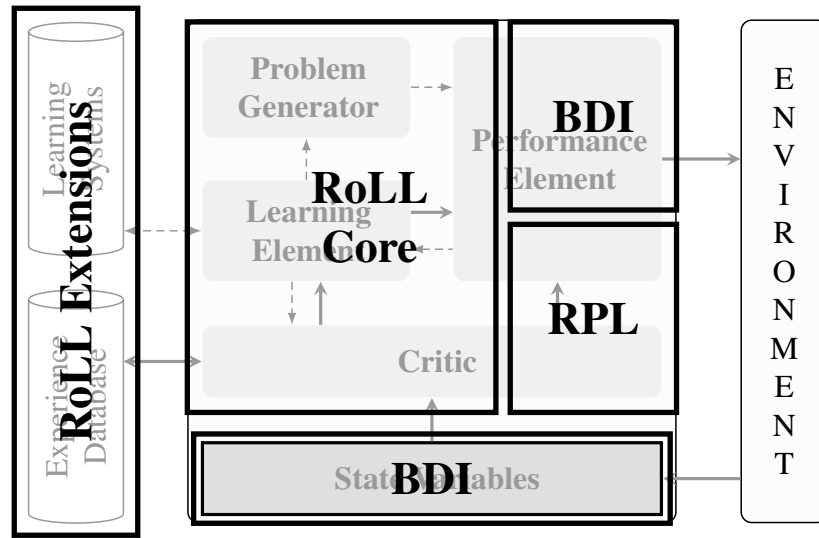 Learning
Systems
Experience
Database
RoLL Extensions
Problem
Generator
Learning
Element
RoLL
Core
Performance
Element
BDI
RPL
Critic
State Variables
BDI
ENVIRONMENT